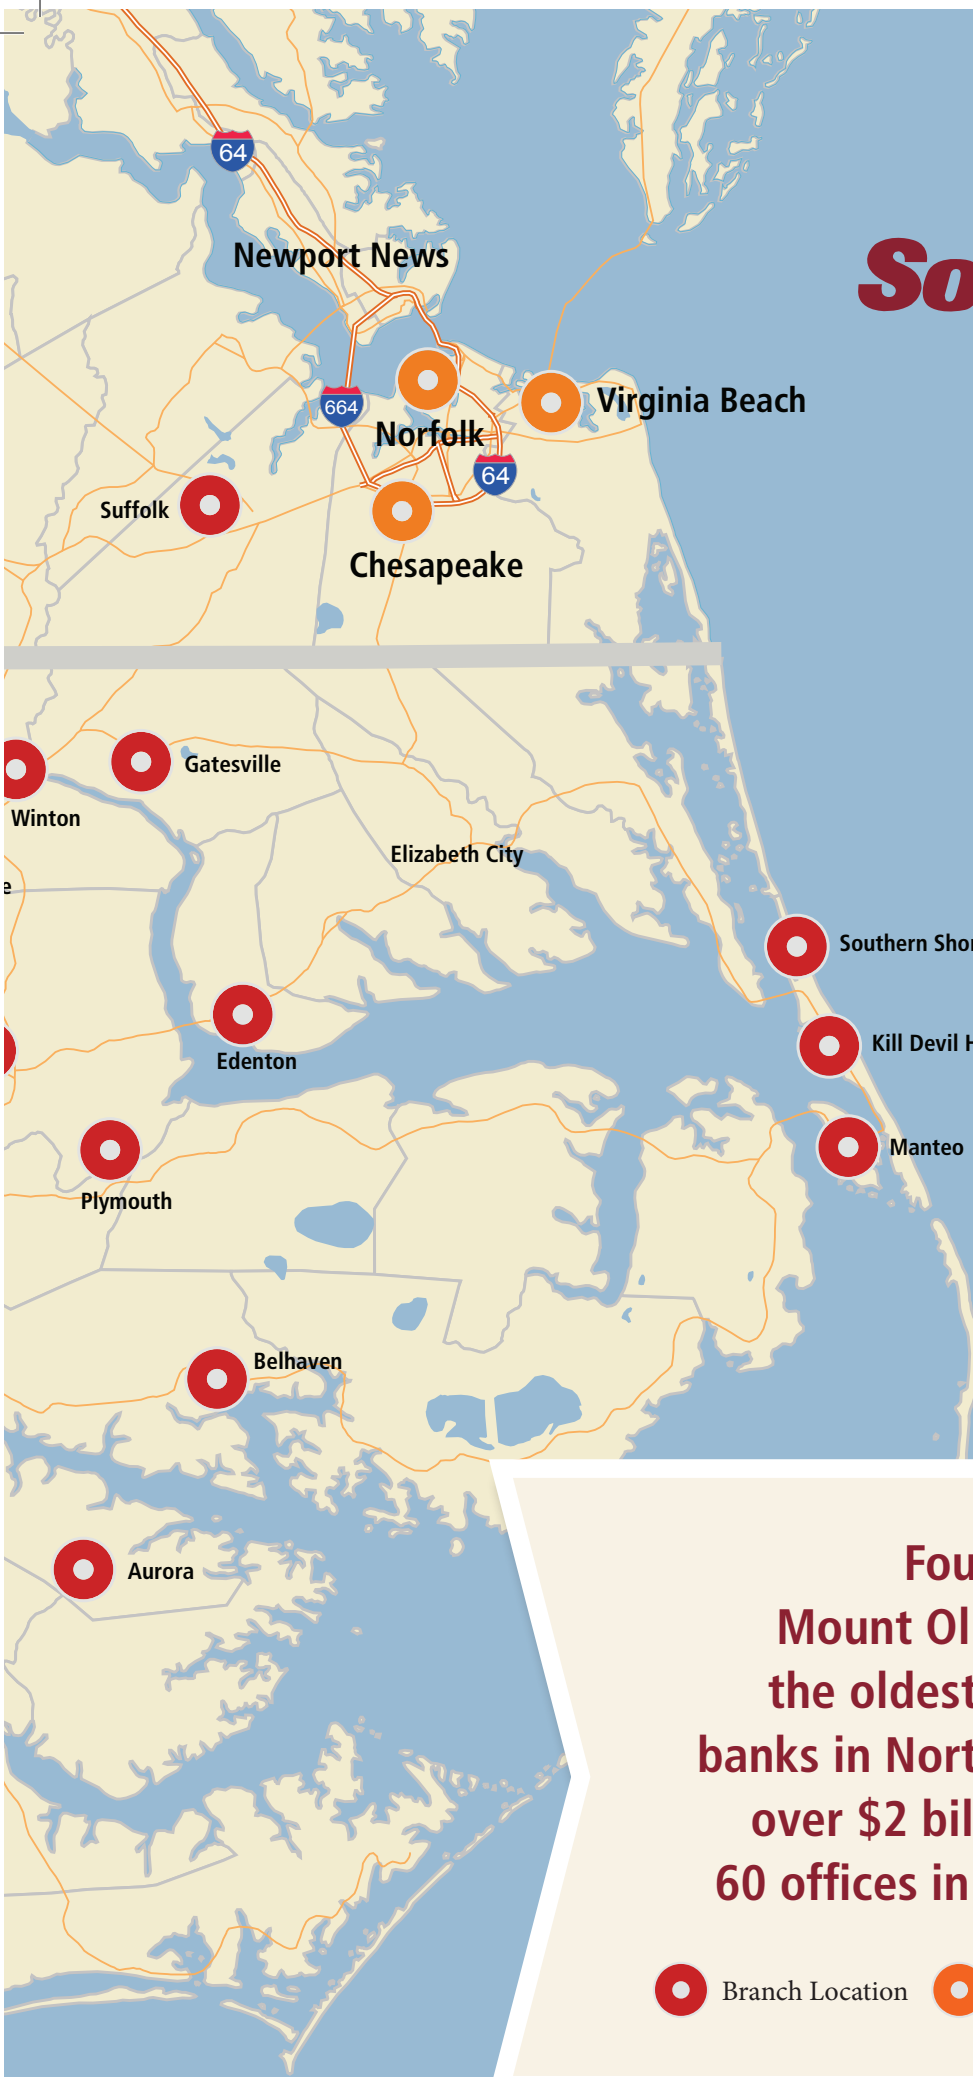 64
Newport News
So
664
Virginia Beach
Norfolk
64
Suffolk
Chesapeake
Gatesville
Winton
Elizabeth City
e
Southern Shor
Edenton
Kill Devil H
Manteo
Plymouth
Belhaven
Aurora
Fou
Mount Ol
the oldest
banks in Nort
over $2 bil
60 offices in
Branch Location